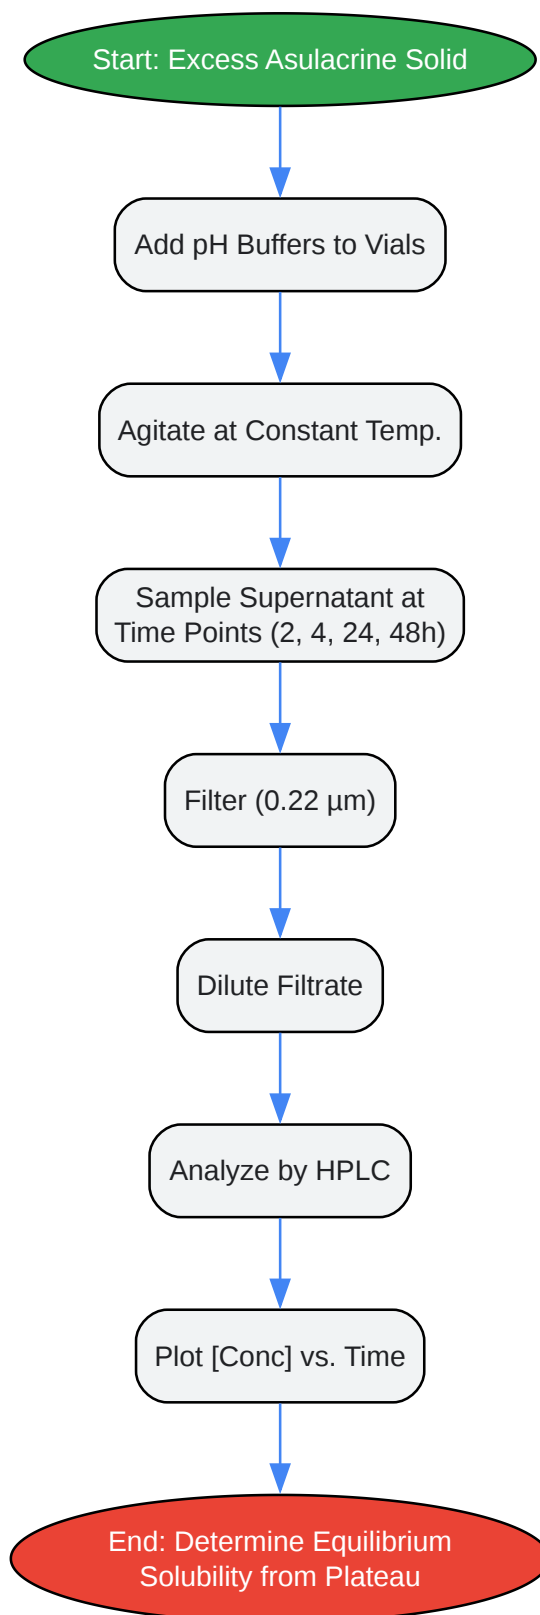 Start: Excess Asulacrine Solid
Add pH Buffers to Vials
Agitate at Constant Temp.
Sample Supernatant at
Time Points (2, 4, 24, 48h)
Filter (0.22 µm)
Dilute Filtrate
Analyze by HPLC
Plot [Conc] vs. Time
End: Determine Equilibrium
Solubility from Plateau